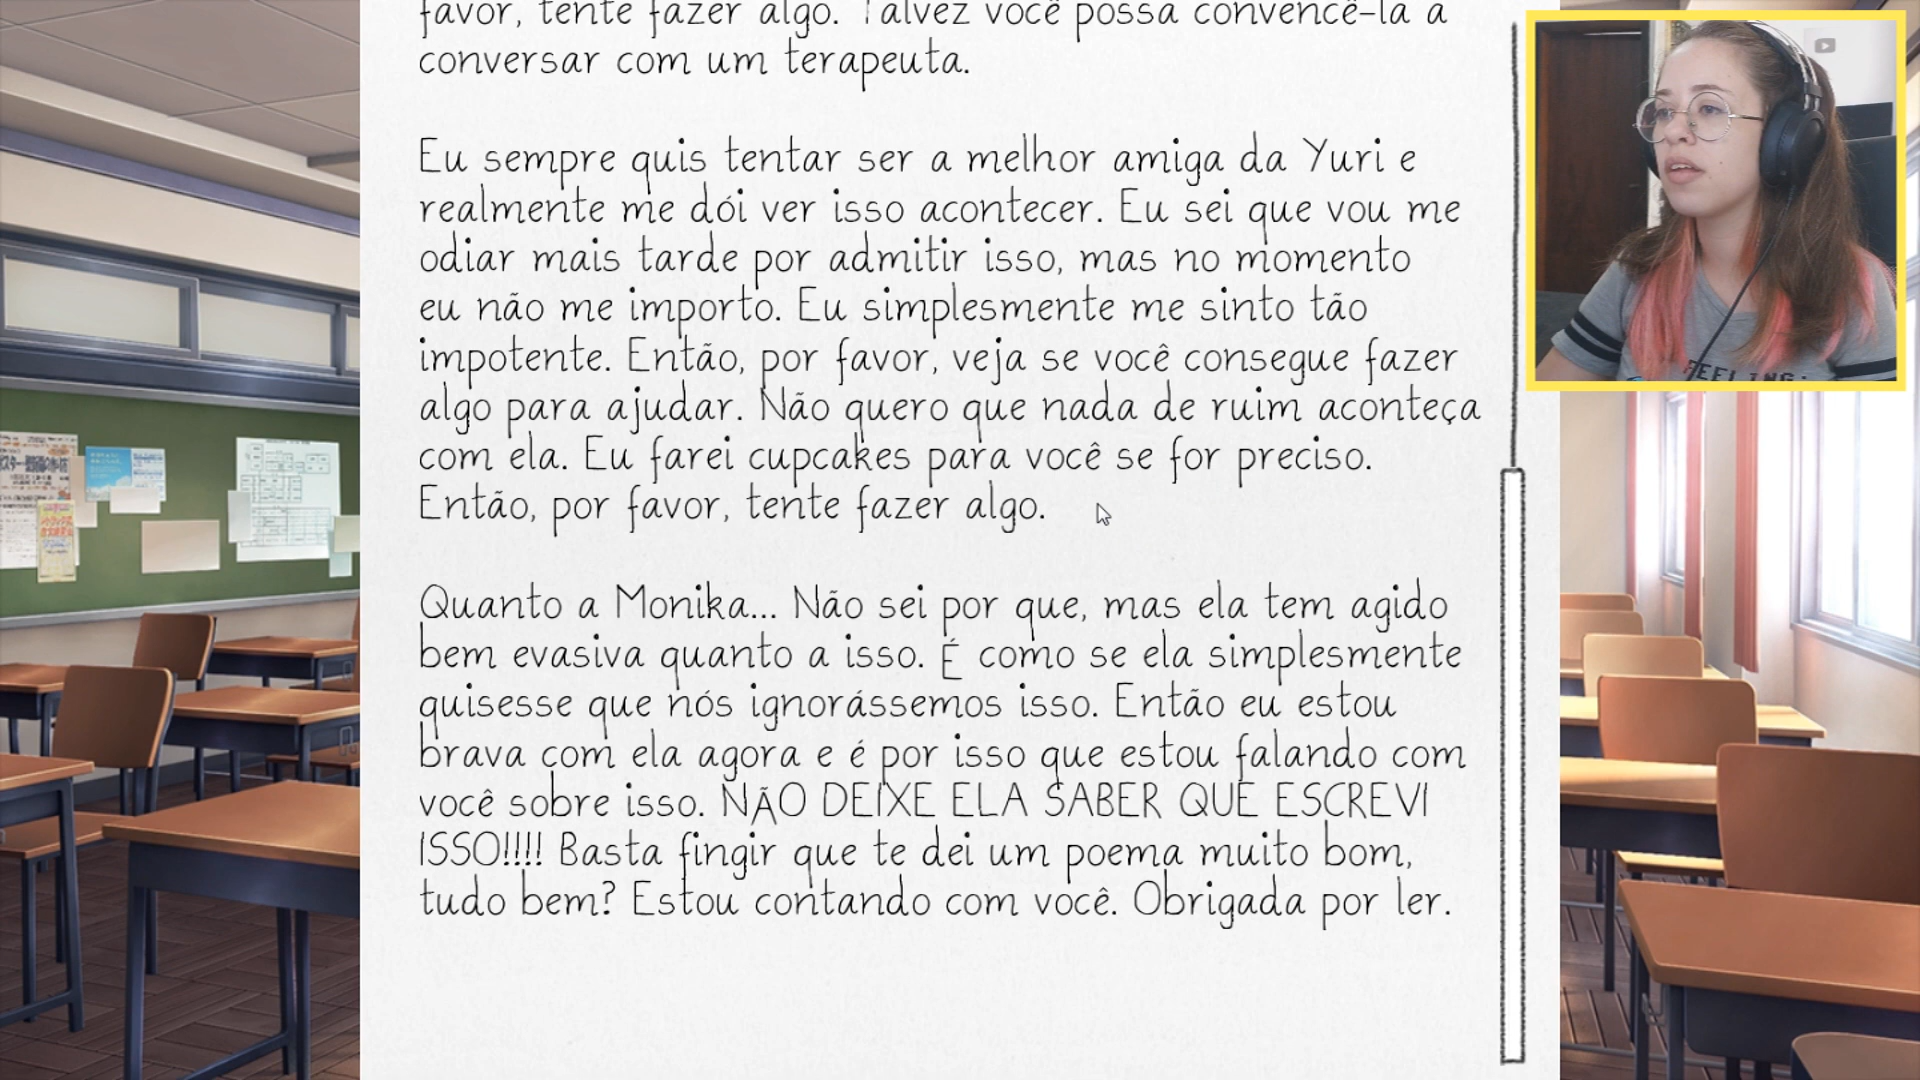 favor, tente fazer algo. Talvez você possa convencê-la a
conversar com um terapeuta.
Eu sempre quis tentar ser a melhor amiga da Yuri e
realmente me dói ver isso acontecer. Eu sei que vou me
odiar mais tarde por admitir isso, mas no momento
eu não me importo. Eu simplesmente me sinto tão
impotente. Então, por favor, veja se você consegue fazer
algo para ajudar. Não quero que nada de ruim aconteça
com ela. Eu farei cupcakes para você se for preciso.
Então, por favor, tente fazer algo.
Quanto a Monika... Não sei por que, mas ela tem agido
bem evasiva quanto a isso. É como se ela simplesmente
quisesse que nós ignorássemos isso. Então eu estou
brava com ela agora e é por isso que estou falando com
você sobre isso. NÃO DEIXE ELA SABER QUE ESCREVI
ISSO!!!! Basta fingir que te dei um poema muito bom,
tudo bem? Estou contando com você. Obrigada por ler.